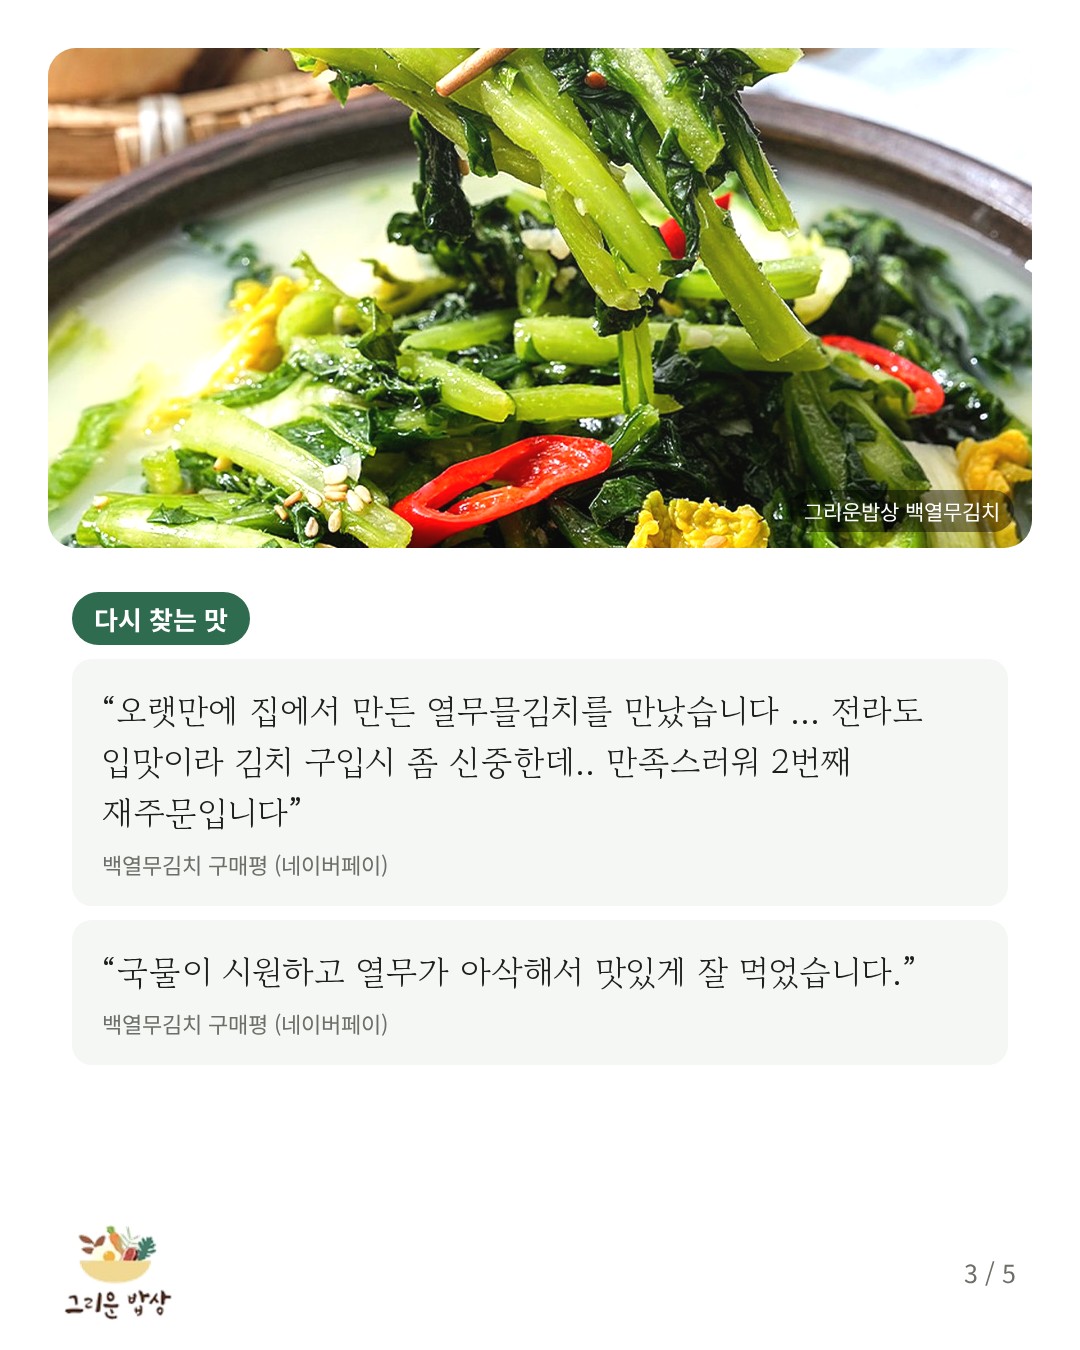 그리운밥상 백열무김치
다시 찾는 맛
“오랫만에 집에서 만든 열무믈김치를 만났습니다 ... 전라도
입맛이라 김치 구입시 좀 신중한데.. 만족스러워 2번째
재주문입니다”
백열무김치 구매평 (네이버페이)
“국물이 시원하고 열무가 아삭해서 맛있게 잘 먹었습니다.”
백열무김치 구매평 (네이버페이)
그리운 밥상
3 / 5